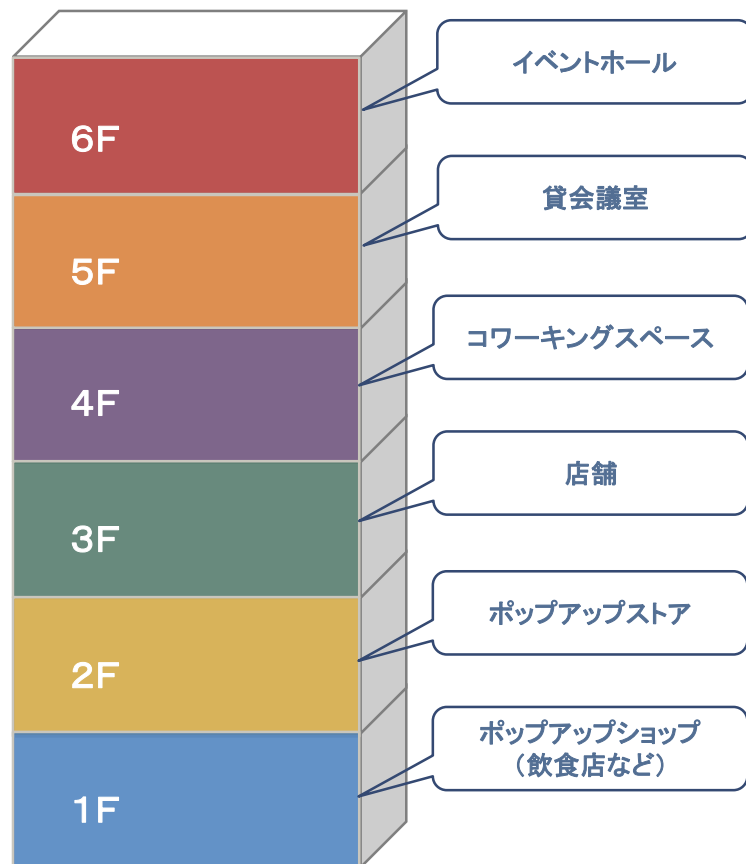 イベントホール
6F
貸会議室
5F
コワーキングスペース
4F
店舗
3F
ポップアップストア
2F
ポップアップショップ
（飲食店など）
1F